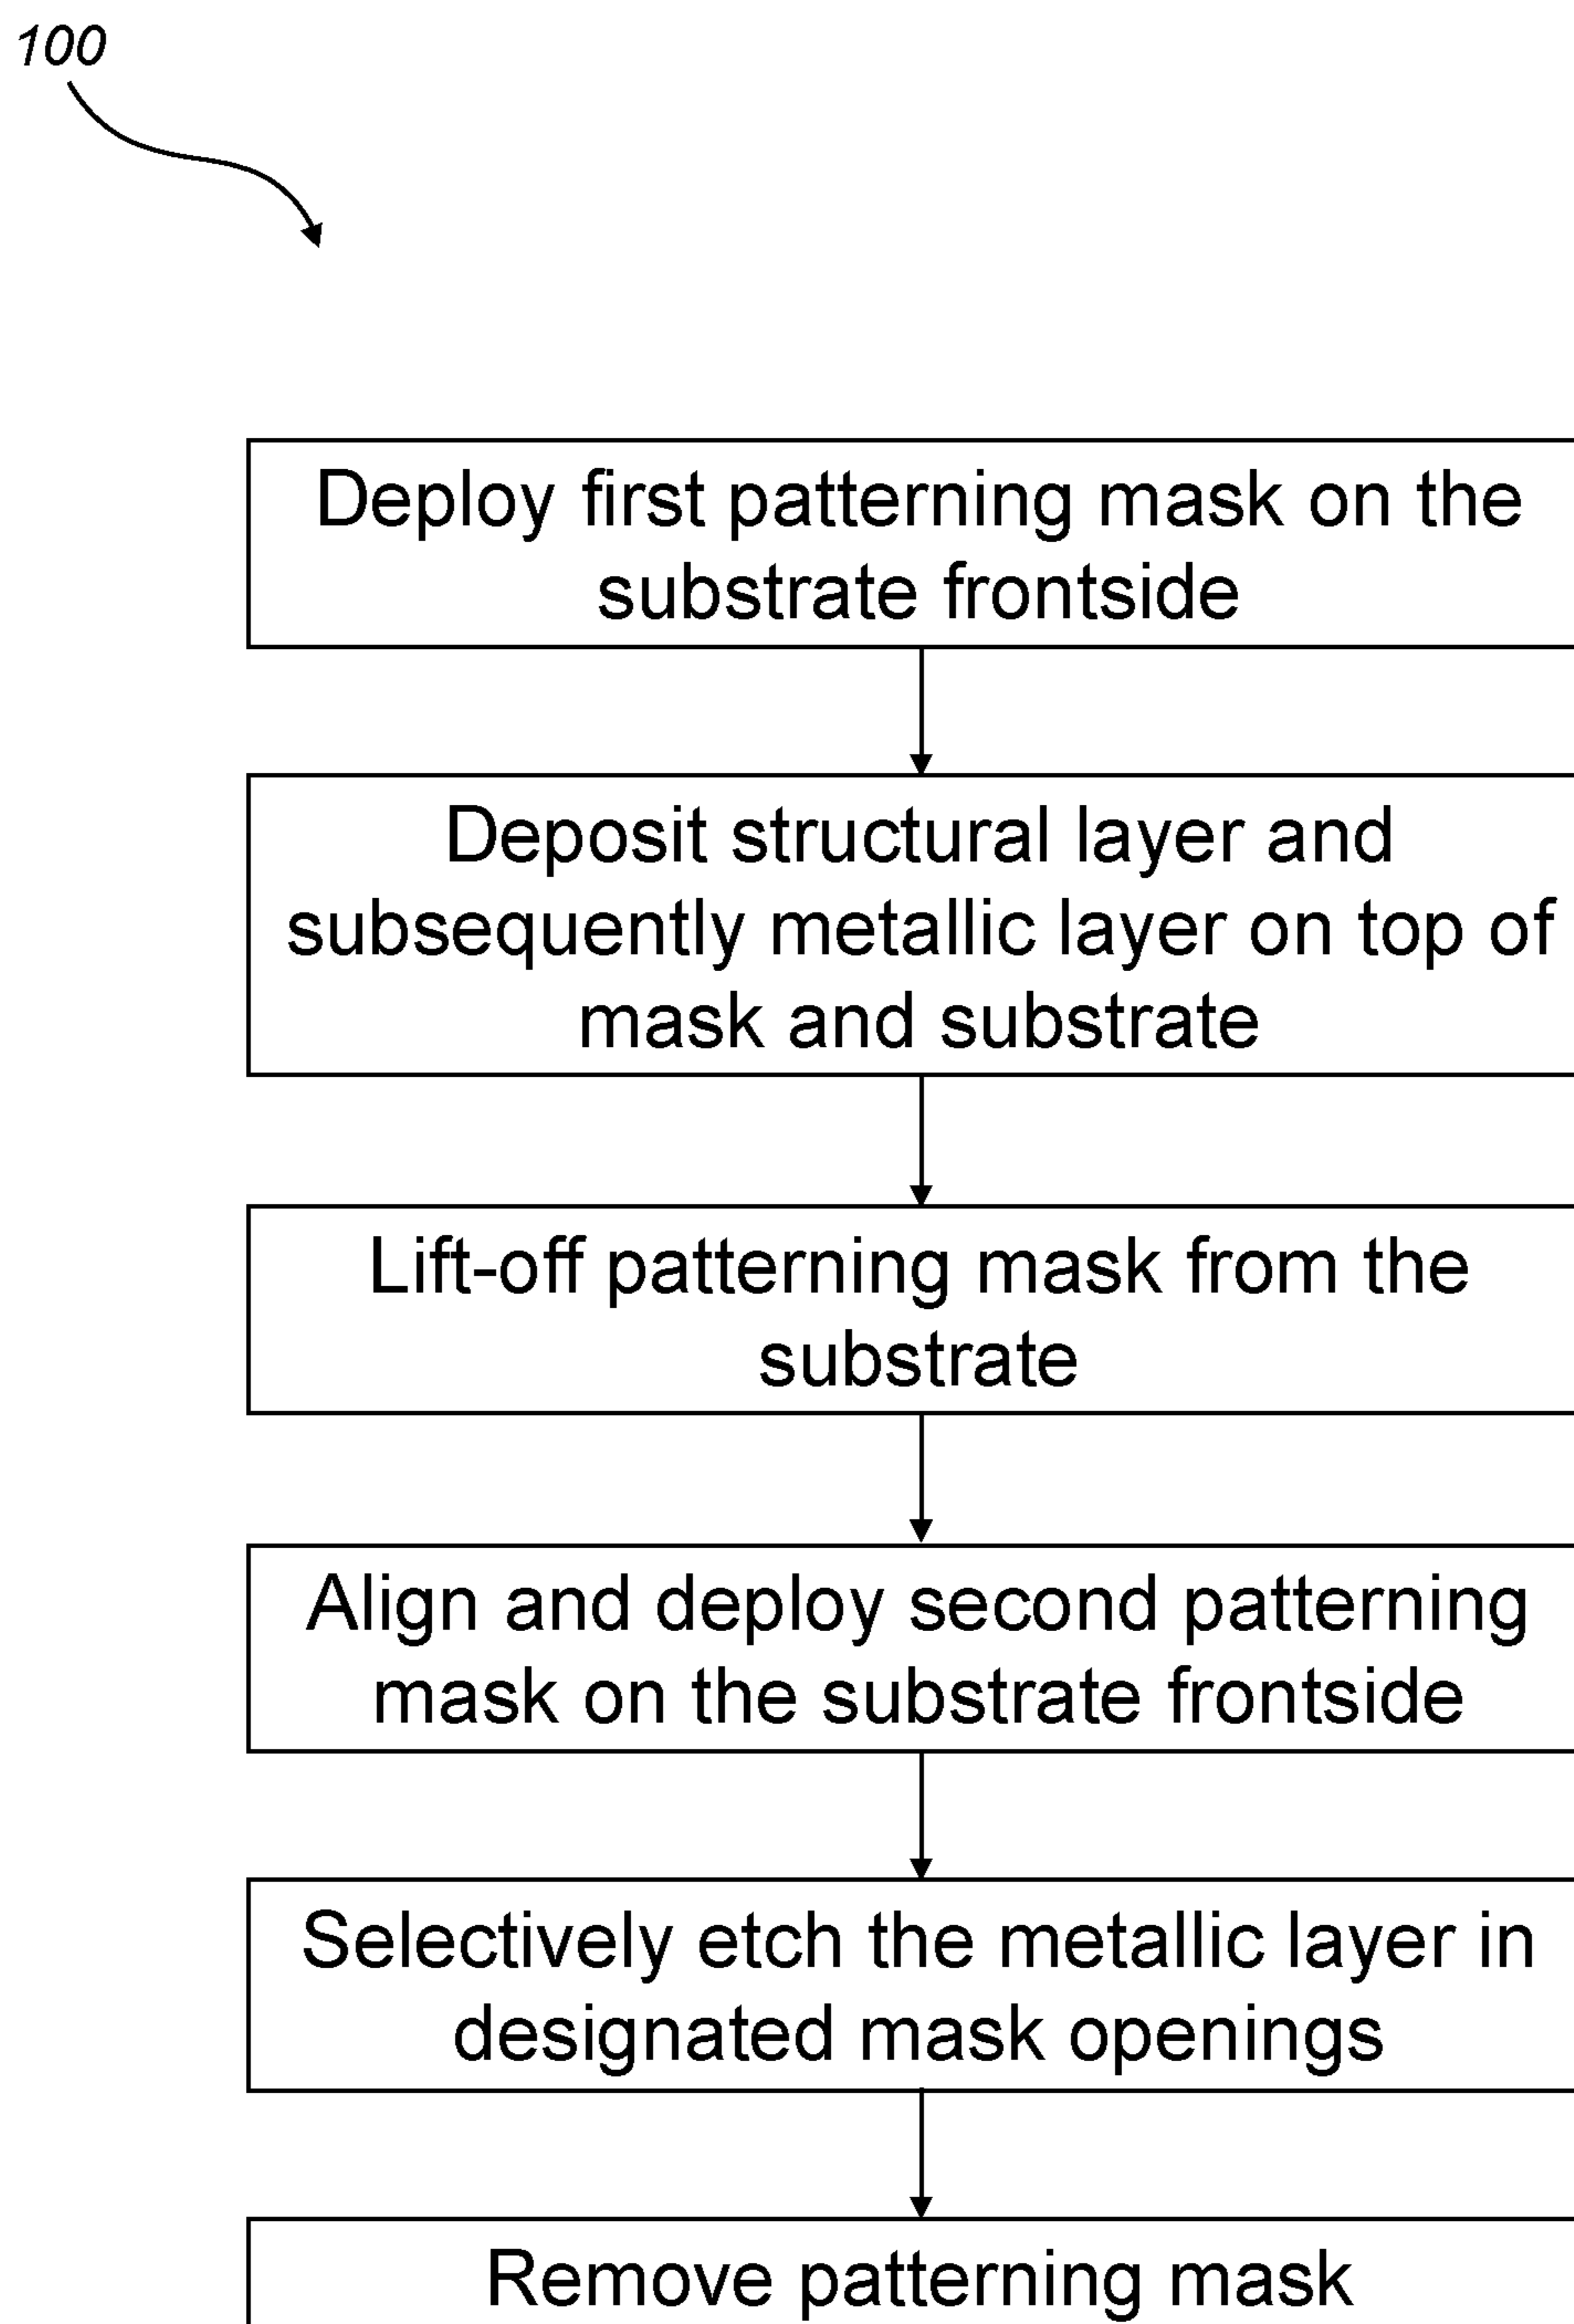 100
Deploy first patterning mask on the
substrate frontside
Deposit structural layer and
subsequently metallic layer on top of
mask and substrate
Lift-off patterning mask from the
substrate
Align and deploy second patterning
mask on the substrate frontside
Selectively etch the metallic layer in
designated mask openings
Remove patterning mask